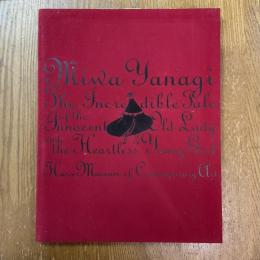 Miwa Yanagi
The Incredible Tale
of the
Innocent Old Lady
and
the Heartless Young Girl
Hara Museum of Contemporary Art